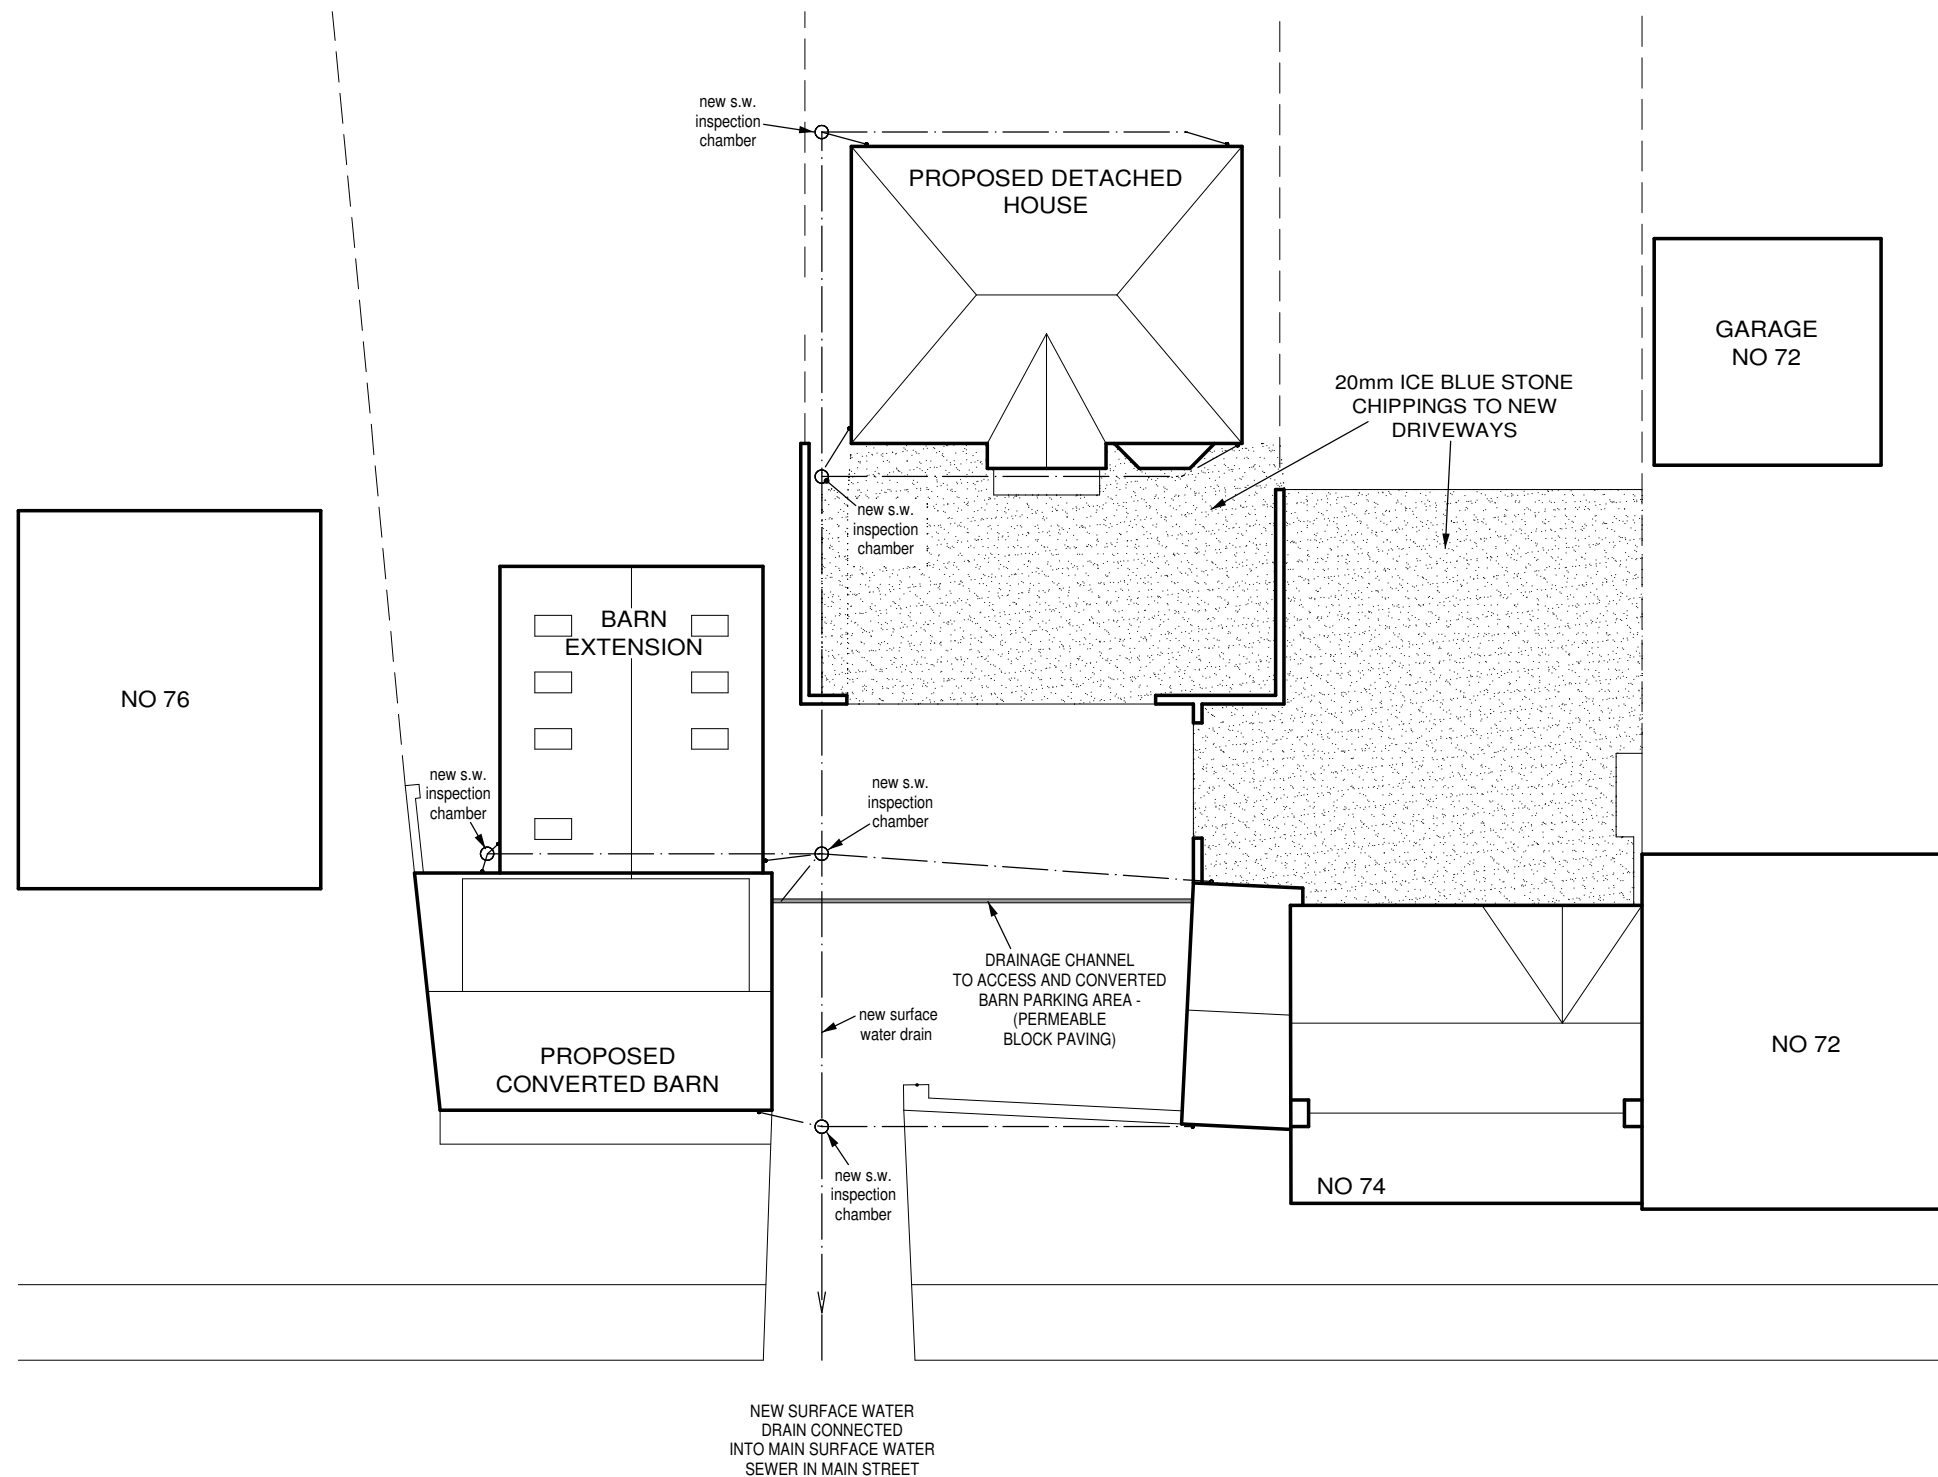 new s.w.
inspection
chamber
PROPOSED DETACHED
HOUSE
GARAGE
NO 72
20mm ICE BLUE STONE
CHIPPINGS TO NEW
DRIVEWAYS
new s.w.
inspection
chamber
BARN
EXTENSION
NO 76
new s.w.
inspection
chamber
new s.w.
inspection
chamber
DRAINAGE CHANNEL
TO ACCESS AND CONVERTED
BARN PARKING AREA -
(PERMEABLE
BLOCK PAVING)
new surface
water drain
PROPOSED
CONVERTED BARN
NO 72
new s.w.
inspection
chamber
NO 74
NEW SURFACE WATER
DRAIN CONNECTED
INTO MAIN SURFACE WATER
SEWER IN MAIN STREET